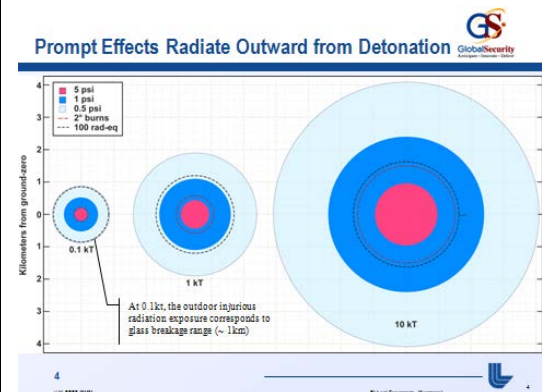 GS
GlobalSecurity
Prompt Effects Radiate Outward from Detonation
5 psi
1 psi
0.5 psi
2° burns
100 rad-eq
Kilometers from ground-zero
4
3
2
1
0
1
2
3
4
0.1 kT
1 kT
10 kT
At 0.1kt, the outdoor injurious
radiation exposure corresponds to
glass breakage range (~ 1km)
4
4